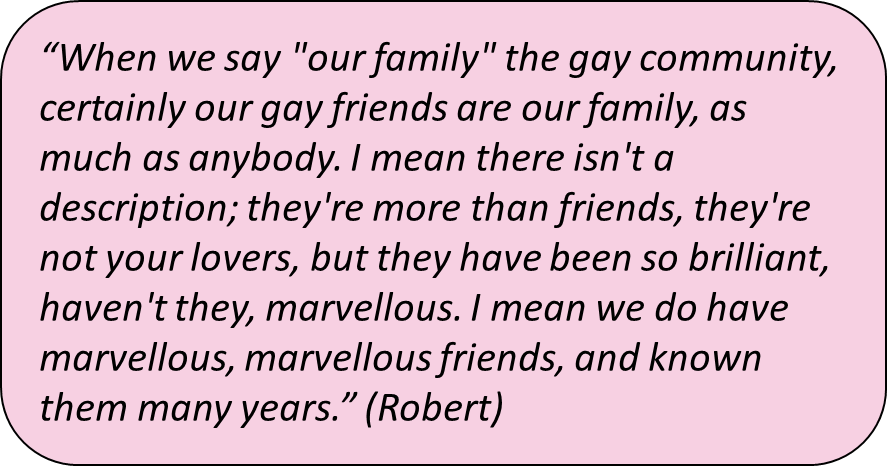 “When we say "our family" the gay community,
certainly our gay friends are our family, as
much as anybody. I mean there isn't a
description; they're more than friends, they're
not your lovers, but they have been so brilliant,
haven't they, marvellous. I mean we do have
marvellous, marvellous friends, and known
them many years.” (Robert)